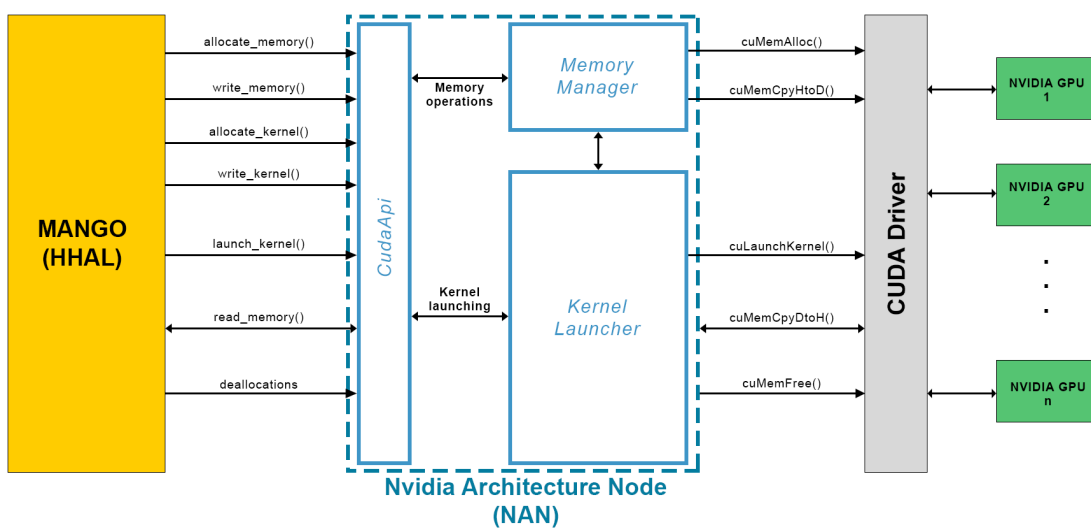 MANGO
(HHAL)
allocate_memory()
write_memory()
allocate_kernel()
write_kernel()
launch_kernel()
read_memory()
deallocations
CudaApi
Memory
operations
Kernel
launching
Memory
Manager
Kernel
Launcher
Nvidia Architecture Node
(NAN)
cuMemAlloc()
cuMemCpyHtoD()
cuLaunchKernel()
cuMemCpyDtoH()
cuMemFree()
CUDA Driver
NVIDIA GPU
1
NVIDIA GPU
2
.
.
.
NVIDIA GPU
n